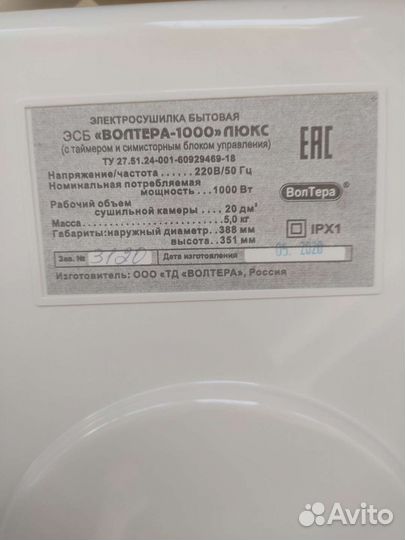 ЭЛЕКТРОСУШИЛКА БЫТОВАЯ
ЭСБ «ВОЛТЕРА-1000» ЛЮКС
(с таймером и симисторным блоком управления)
ТУ 27.51.24-001-60929469-18
Напряжение/частота ...... 220В/50 Гц
Номинальная потребляемая
мощность ...... 1000 Вт
Рабочий объем
сушильной камеры .... 20 дм³
Масса ...... 5,0 кг
Габариты: наружный диаметр.. 388 мм
высота .. 351 мм
EAC
ВолТера®
IPX1
Зав. № 3120 Дата изготовления 05. 2020
Изготовитель: ООО «ТД «ВОЛТЕРА», Россия
Avito